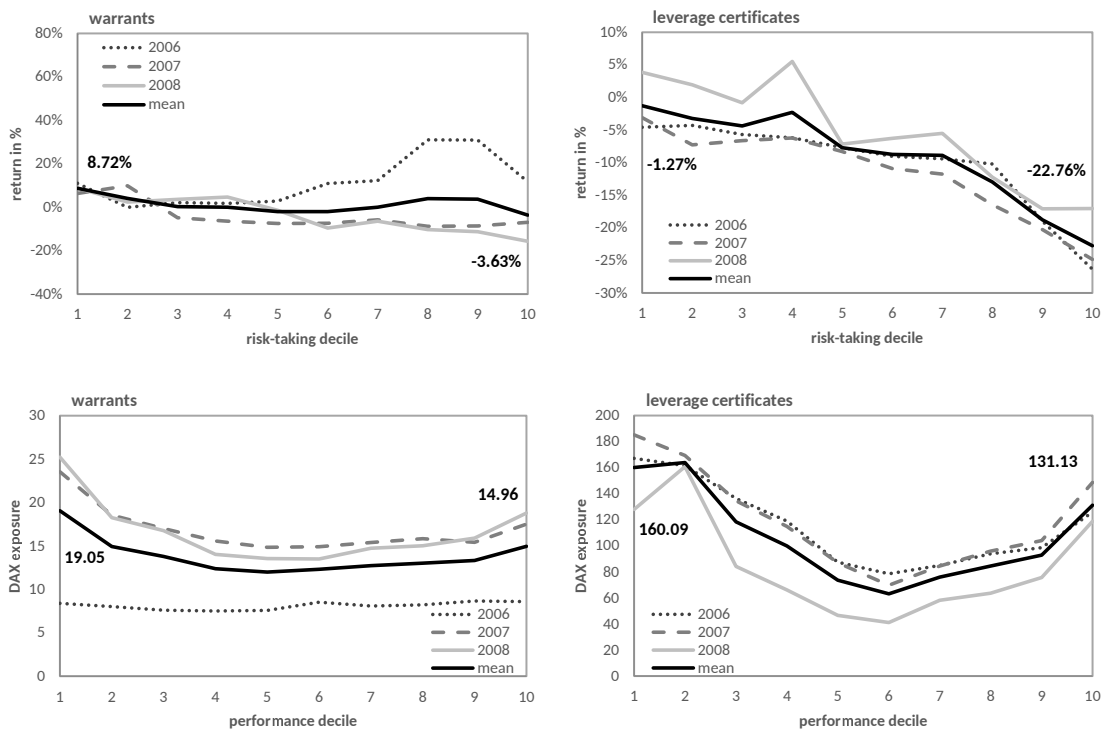 warrants
80%
60%
40%
20%
0%
-20%
-40%
return in %
2006
2007
2008
mean
8.72%
-3.63%
1 2 3 4 5 6 7 8 9 10
risk-taking decile
leverage certificates
10%
5%
0%
-5%
-10%
-15%
-20%
-25%
-30%
return in %
-1.27%
-22.76%
2006
2007
2008
mean
1 2 3 4 5 6 7 8 9 10
risk-taking decile
warrants
30
25
20
15
10
5
0
DAX exposure
19.05
14.96
2006
2007
2008
mean
1 2 3 4 5 6 7 8 9 10
performance decile
leverage certificates
200
180
160
140
120
100
80
60
40
20
0
DAX exposure
131.13
160.09
2006
2007
2008
mean
1 2 3 4 5 6 7 8 9 10
performance decile